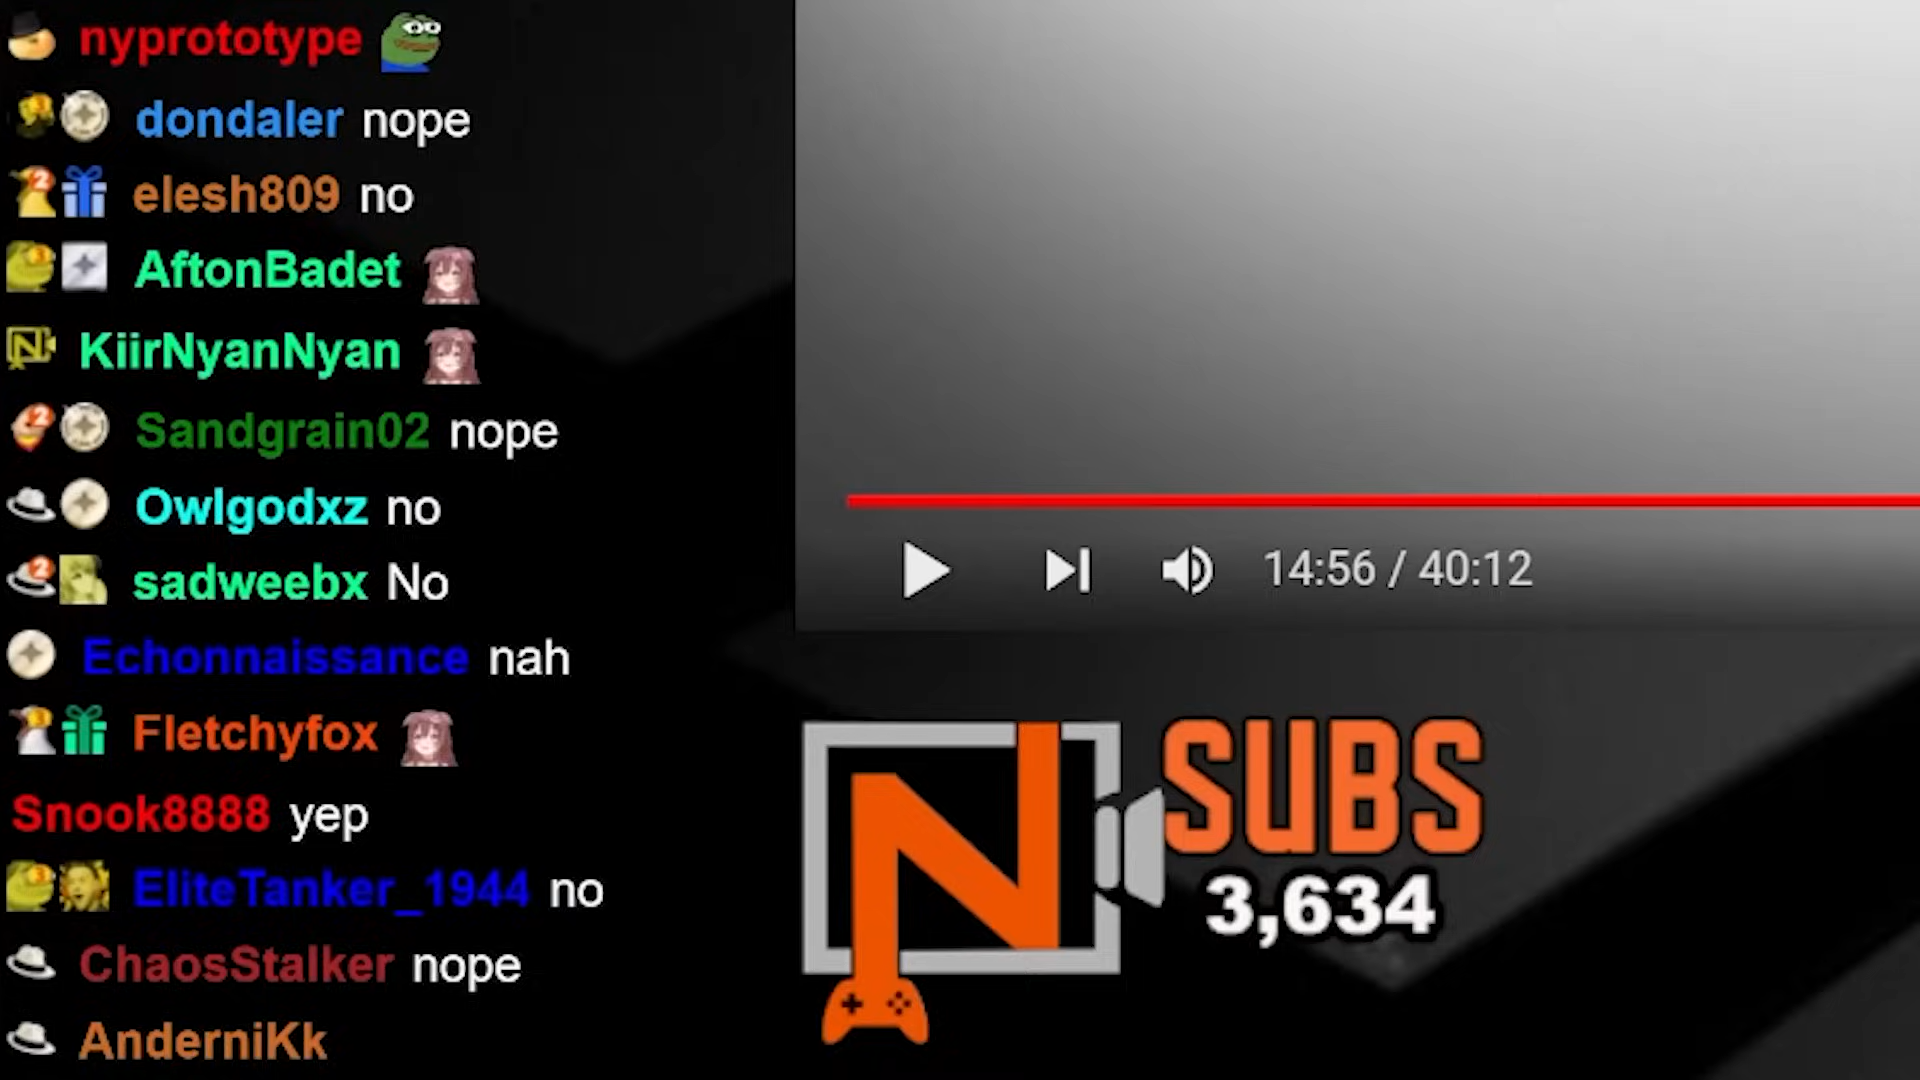 nyprototype
dondaler nope
elesh809 no
AftonBadet
KiirNyanNyan
Sandgrain02 nope
Owlgodxz no
sadweebx No
Echonnaissance nah
Fletchyfox
Snook8888 yep
EliteTanker_1944 no
ChaosStalker nope
AnderniKk
14:56 / 40:12
N
SUBS
3,634